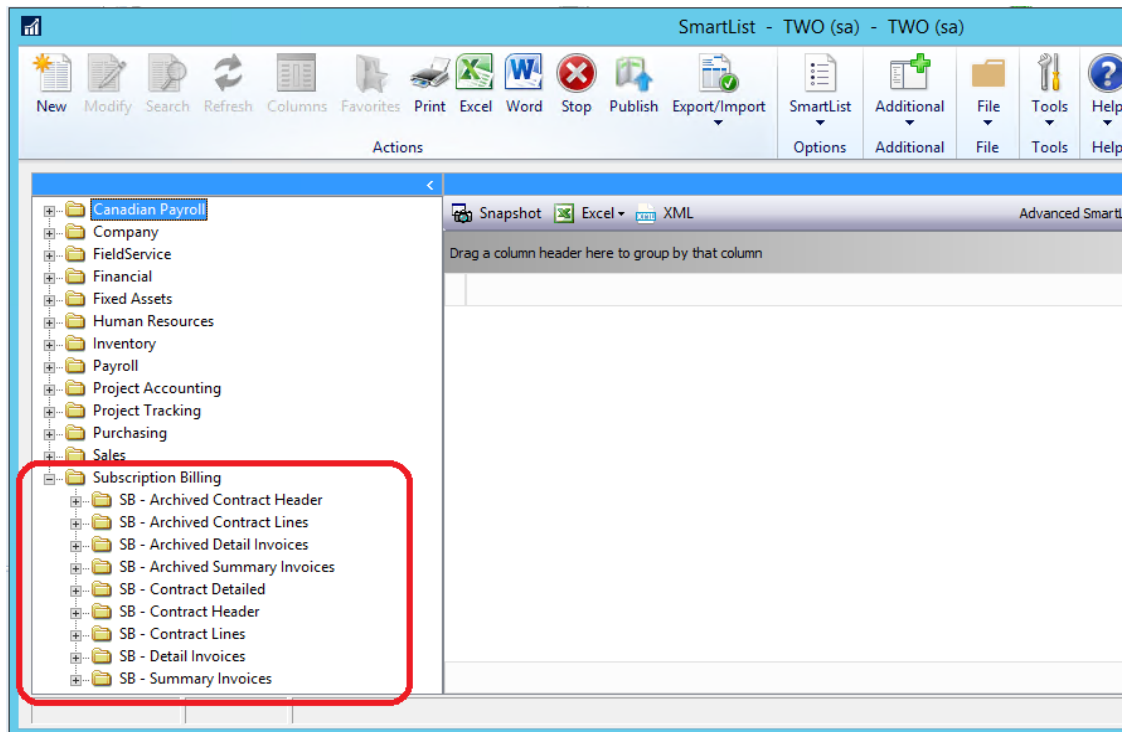 SmartList - TWO (sa) - TWO (sa)
New Modify Search Refresh Columns Favorites Print Excel Word Stop Publish Export/Import SmartList Additional File Tools Help
Actions Options Additional File Tools Help
<
Canadian Payroll
Company
FieldService
Financial
Fixed Assets
Human Resources
Inventory
Payroll
Project Accounting
Project Tracking
Purchasing
Sales
Subscription Billing
SB - Archived Contract Header
SB - Archived Contract Lines
SB - Archived Detail Invoices
SB - Archived Summary Invoices
SB - Contract Detailed
SB - Contract Header
SB - Contract Lines
SB - Detail Invoices
SB - Summary Invoices
Snapshot Excel XML Advanced SmartL
Drag a column header here to group by that column